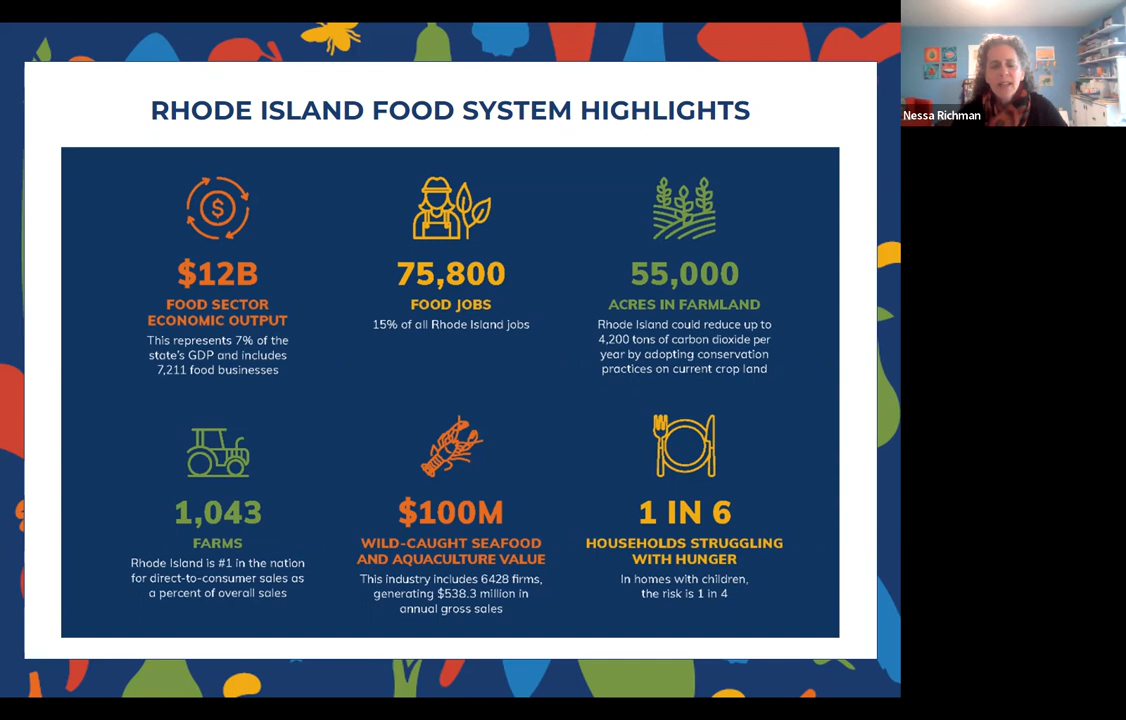 RHODE ISLAND FOOD SYSTEM HIGHLIGHTS
$12B
FOOD SECTOR
ECONOMIC OUTPUT
This represents 7% of the
state's GDP and includes
7,211 food businesses
75,800
FOOD JOBS
15% of all Rhode Island jobs
55,000
ACRES IN FARMLAND
Rhode Island could reduce up to
4,200 tons of carbon dioxide per
year by adopting conservation
practices on current crop land
1,043
FARMS
Rhode Island is #1 in the nation
for direct-to-consumer sales as
a percent of overall sales
$100M
WILD-CAUGHT SEAFOOD
AND AQUACULTURE VALUE
This industry includes 6428 firms,
generating $538.3 million in
annual gross sales
1 IN 6
HOUSEHOLDS STRUGGLING
WITH HUNGER
In homes with children,
the risk is 1 in 4
Nessa Richman